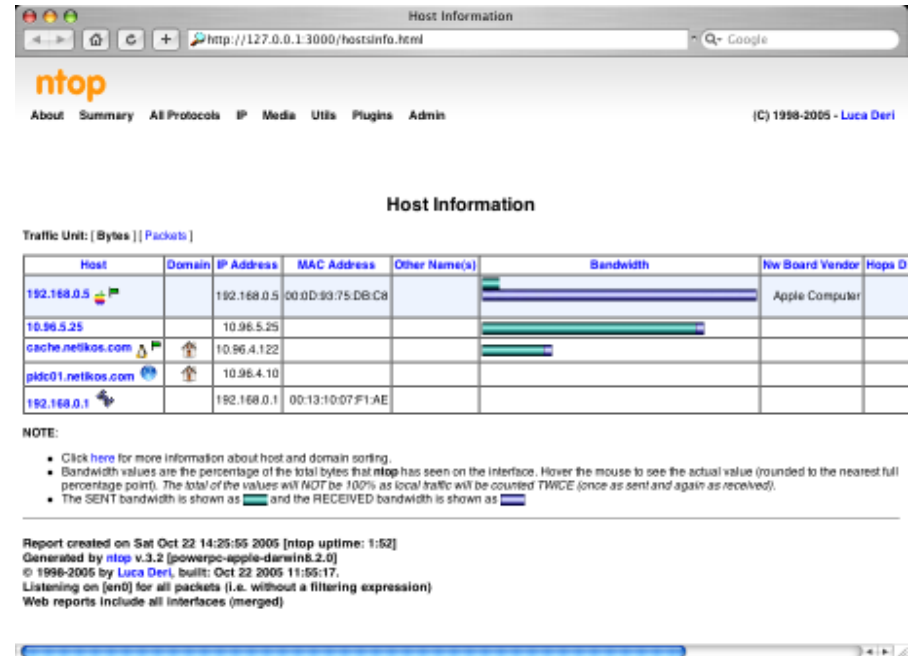 Host Information
http://127.0.0.1:3000/hostsInfo.html
Google
ntop
About Summary All Protocols IP Media Utils Plugins Admin
(C) 1998-2005 - Luca Deri
Host Information
Traffic Unit: [ Bytes ] [ Packets ]
Host Domain IP Address MAC Address Other Name(s) Bandwidth Nw Board Vendor Hops D
192.168.0.5 192.168.0.5 00:0D:93:75:DB:C8 Apple Computer
10.96.5.25 10.96.5.25
cache.netikos.com 10.96.4.122
pidc01.netikos.com 10.96.4.10
192.168.0.1 192.168.0.1 00:13:10:07:F1:AE
NOTE:
• Click here for more information about host and domain sorting.
• Bandwidth values are the percentage of the total bytes that ntop has seen on the interface. Hover the mouse to see the actual value (rounded to the nearest full
percentage point). The total of the values will NOT be 100% as local traffic will be counted TWICE (once as sent and again as received).
• The SENT bandwidth is shown as and the RECEIVED bandwidth is shown as
Report created on Sat Oct 22 14:25:55 2005 [ntop uptime: 1:52]
Generated by ntop v.3.2 [powerpc-apple-darwin8.2.0]
© 1998-2005 by Luca Deri, built: Oct 22 2005 11:55:17.
Listening on [en0] for all packets (i.e. without a filtering expression)
Web reports include all interfaces (merged)